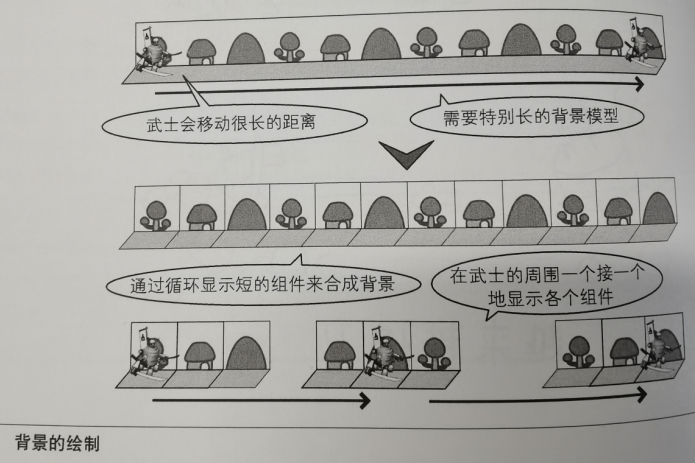 武士会移动很长的距离
需要特别长的背景模型
通过循环显示短的组件来合成背景
在武士的周围一个接一个
地显示各个组件
背景的绘制